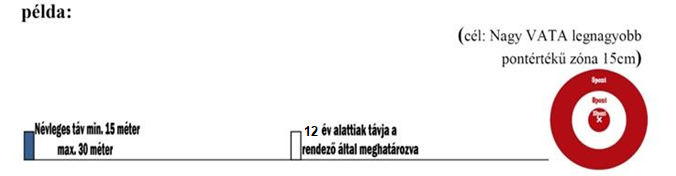 példa:
(cél: Nagy VATA legnagyobb
pontértékű zóna 15cm)
Névleges táv min. 15 méter
max. 30 méter
12 év alattiak távja a
rendező által meghatározva